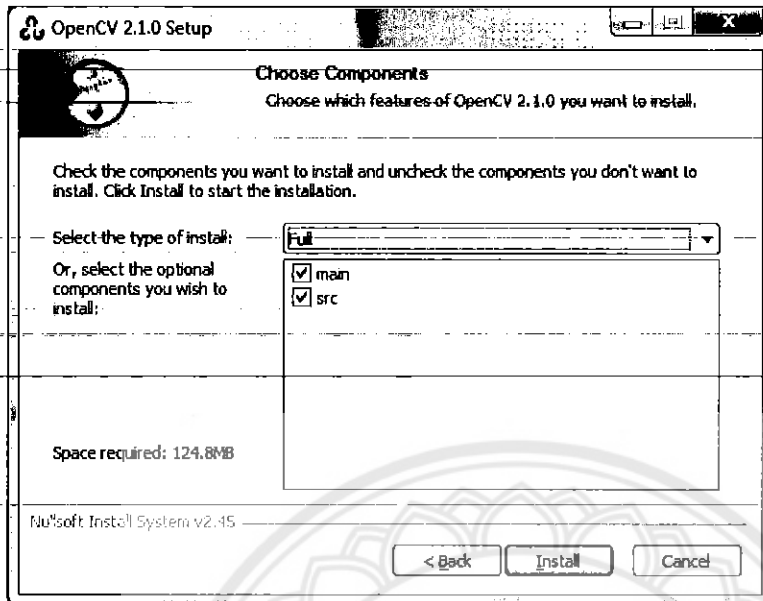 OpenCV 2.1.0 Setup
X
Choose Components
Choose which features of OpenCV 2.1.0 you want to install.
Check the components you want to install and uncheck the components you don't want to
install. Click Install to start the installation.
Select the type of install:
Full
Or, select the optional
components you wish to
install:
main
src
Space required: 124.8MB
Nullsoft Install System v2.45
< Back
Install
Cancel